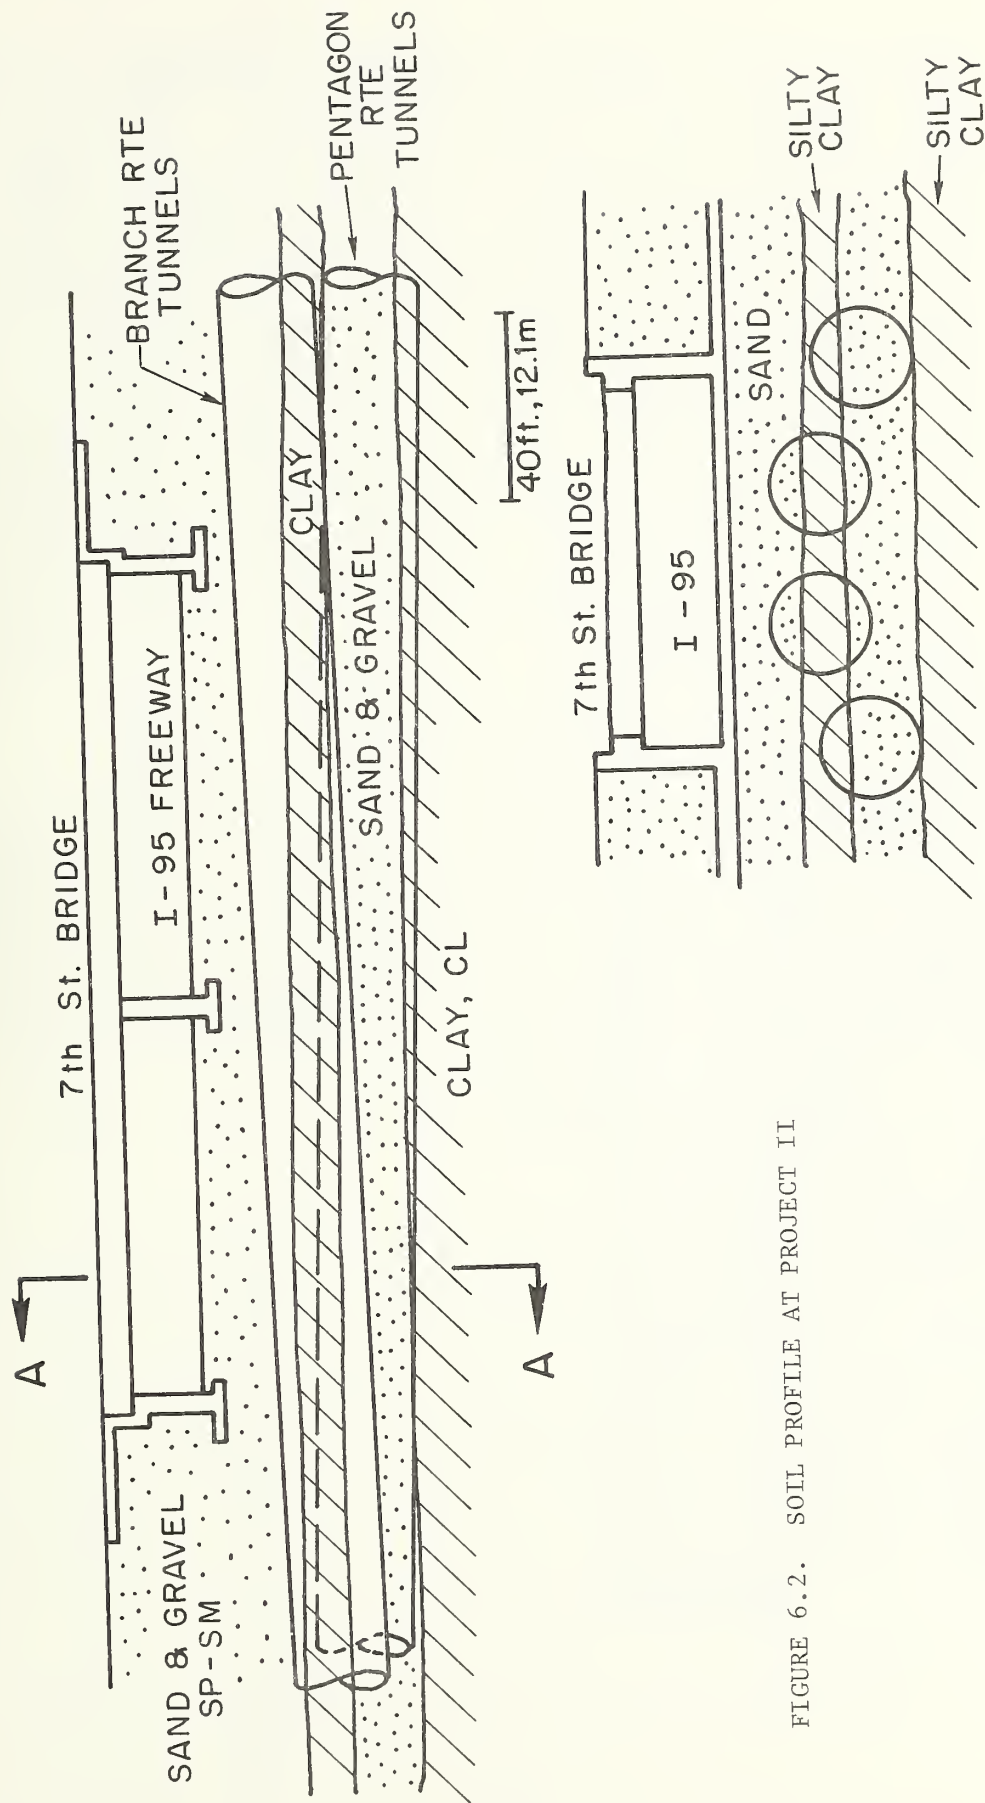 BRANCH RTE
TUNNELS
PENTAGON
RTE
TUNNELS
7th St. BRIDGE
I-95 FREEWAY
SAND & GRAVEL
SP-SM
CLAY
SAND & GRAVEL
CLAY, CL
40ft., 12.1m
A
A
7th St. BRIDGE
I-95
SAND
SILTY
CLAY
SILTY
CLAY
FIGURE 6.2. SOIL PROFILE AT PROJECT II